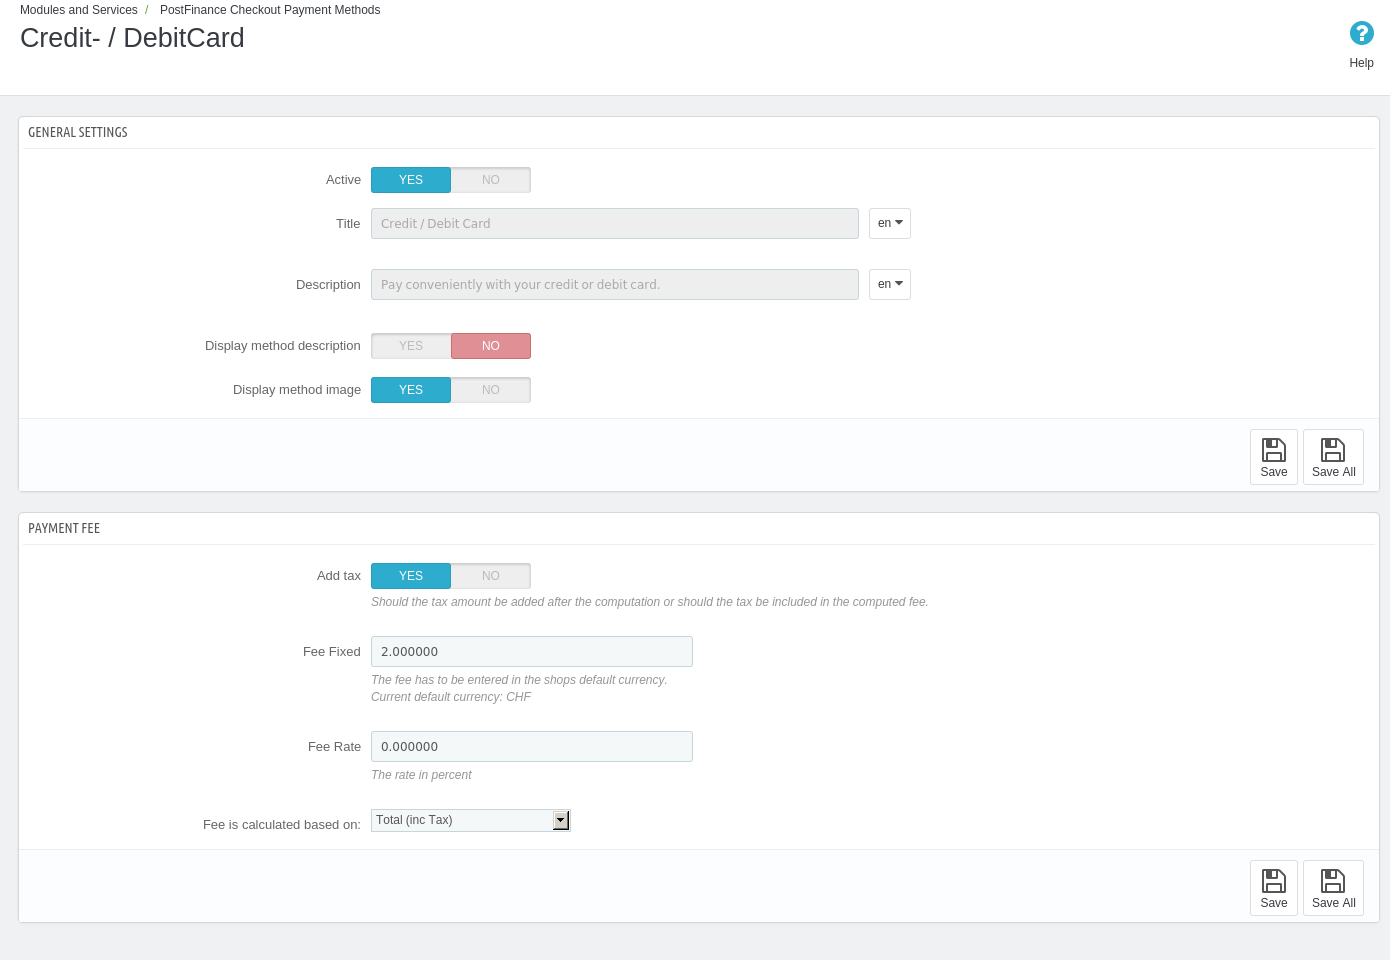 Modules and Services / PostFinance Checkout Payment Methods
Credit- / DebitCard
Help
GENERAL SETTINGS
Active YES NO
Title Credit / Debit Card en
Description Pay conveniently with your credit or debit card. en
Display method description YES NO
Display method image YES NO
Save Save All
PAYMENT FEE
Add tax YES NO
Should the tax amount be added after the computation or should the tax be included in the computed fee.
Fee Fixed 2.000000
The fee has to be entered in the shops default currency.
Current default currency: CHF
Fee Rate 0.000000
The rate in percent
Fee is calculated based on: Total (inc Tax)
Save Save All